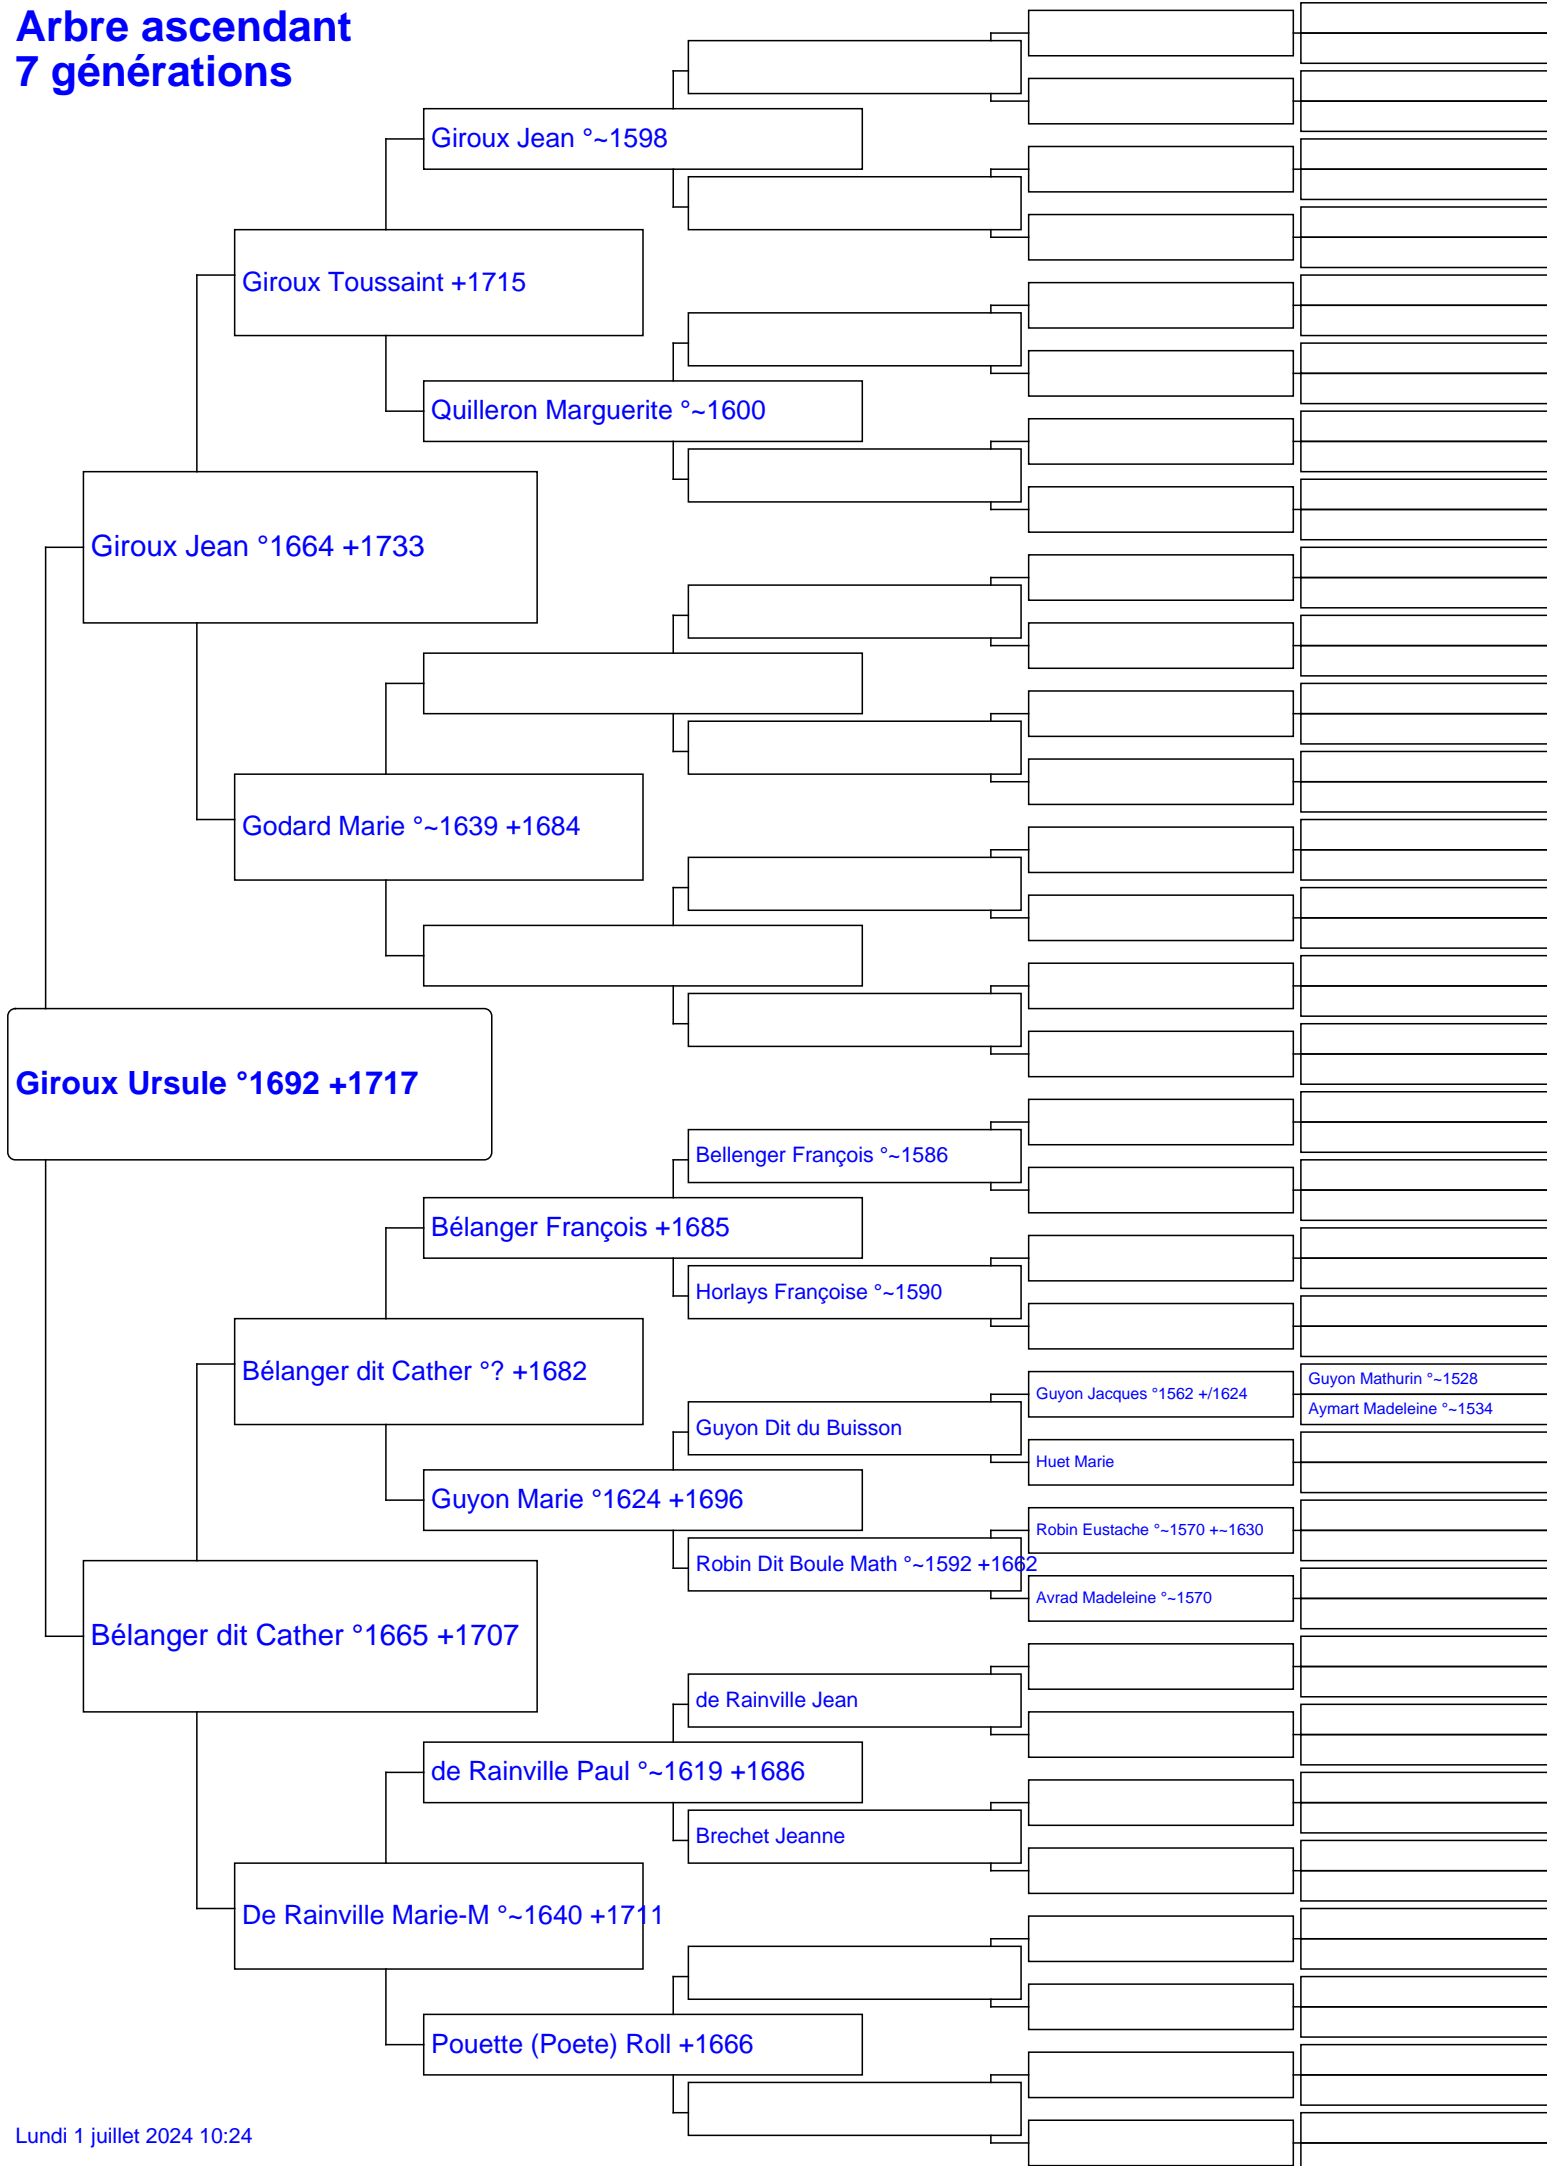 Arbre ascendant
7 générations
Giroux Jean °~1598
Giroux Toussaint +1715
Quilleron Marguerite °~1600
Giroux Jean °1664 +1733
Godard Marie °~1639 +1684
Giroux Ursule °1692 +1717
Bellenger François °~1586
Bélanger François +1685
Horlays Françoise °~1590
Bélanger dit Cather °? +1682
Guyon Mathurin °~1528
Guyon Jacques °1562 +/1624
Aymart Madeleine °~1534
Guyon Dit du Buisson
Huet Marie
Guyon Marie °1624 +1696
Robin Eustache °~1570 +~1630
Robin Dit Boule Math °~1592 +1662
Avrad Madeleine °~1570
Bélanger dit Cather °1665 +1707
de Rainville Jean
de Rainville Paul °~1619 +1686
Brechet Jeanne
De Rainville Marie-M °~1640 +1711
Pouette (Poete) Roll +1666
Lundi 1 juillet 2024 10:24